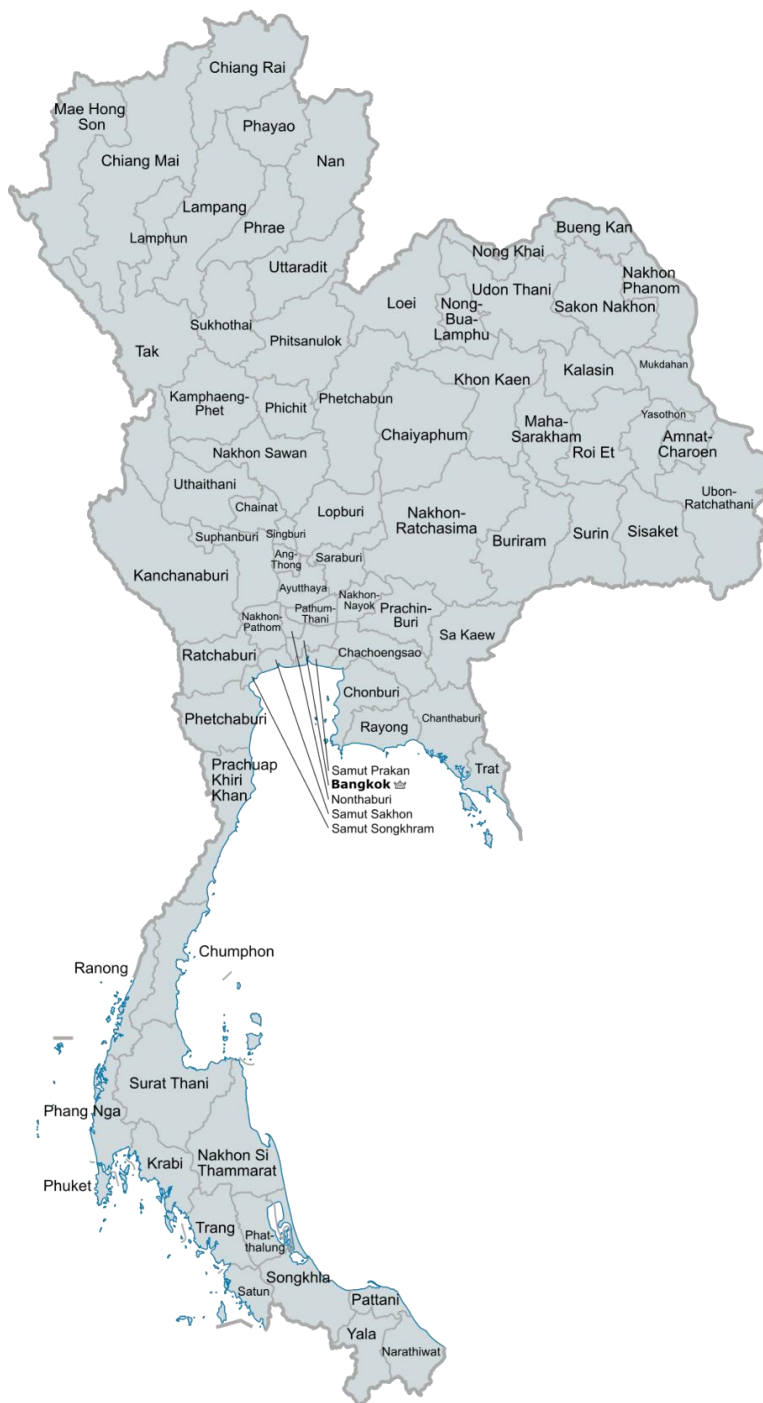 Chiang Rai
Mae Hong
Son
Phayao
Chiang Mai
Nan
Lampang
Phrae
Lamphun
Uttaradit
Bueng Kan
Nong Khai
Nakhon
Phanom
Udon Thani
Loei
Nong-
Bua-
Lamphu
Sakon Nakhon
Sukhothai
Phitsanulok
Tak
Mukdahan
Kalasin
Khon Kaen
Kamphaeng-
Phet
Phichit
Phetchabun
Chaiyaphum
Maha-
Sarakham
Roi Et
Yasothon
Amnat-
Charoen
Nakhon Sawan
Uthaithani
Chainat
Lopburi
Nakhon-
Ratchasima
Ubon-
Ratchathani
Buriram
Surin
Sisaket
Suphanburi
Singburi
Ang-
Thong
Saraburi
Kanchanaburi
Ayutthaya
Nakhon-
Nayok
Prachin-
Buri
Pathum-
Thani
Nakhon-
Pathom
Sa Kaew
Ratchaburi
Chachoengsao
Chonburi
Phetchaburi
Rayong
Chanthaburi
Trat
Prachuap
Khiri
Khan
Samut Prakan
Bangkok
Nonthaburi
Samut Sakhon
Samut Songkhram
Chumphon
Ranong
Surat Thani
Phang Nga
Nakhon Si
Thammarat
Krabi
Phuket
Trang
Phat-
thalung
Songkhla
Satun
Pattani
Yala
Narathiwat